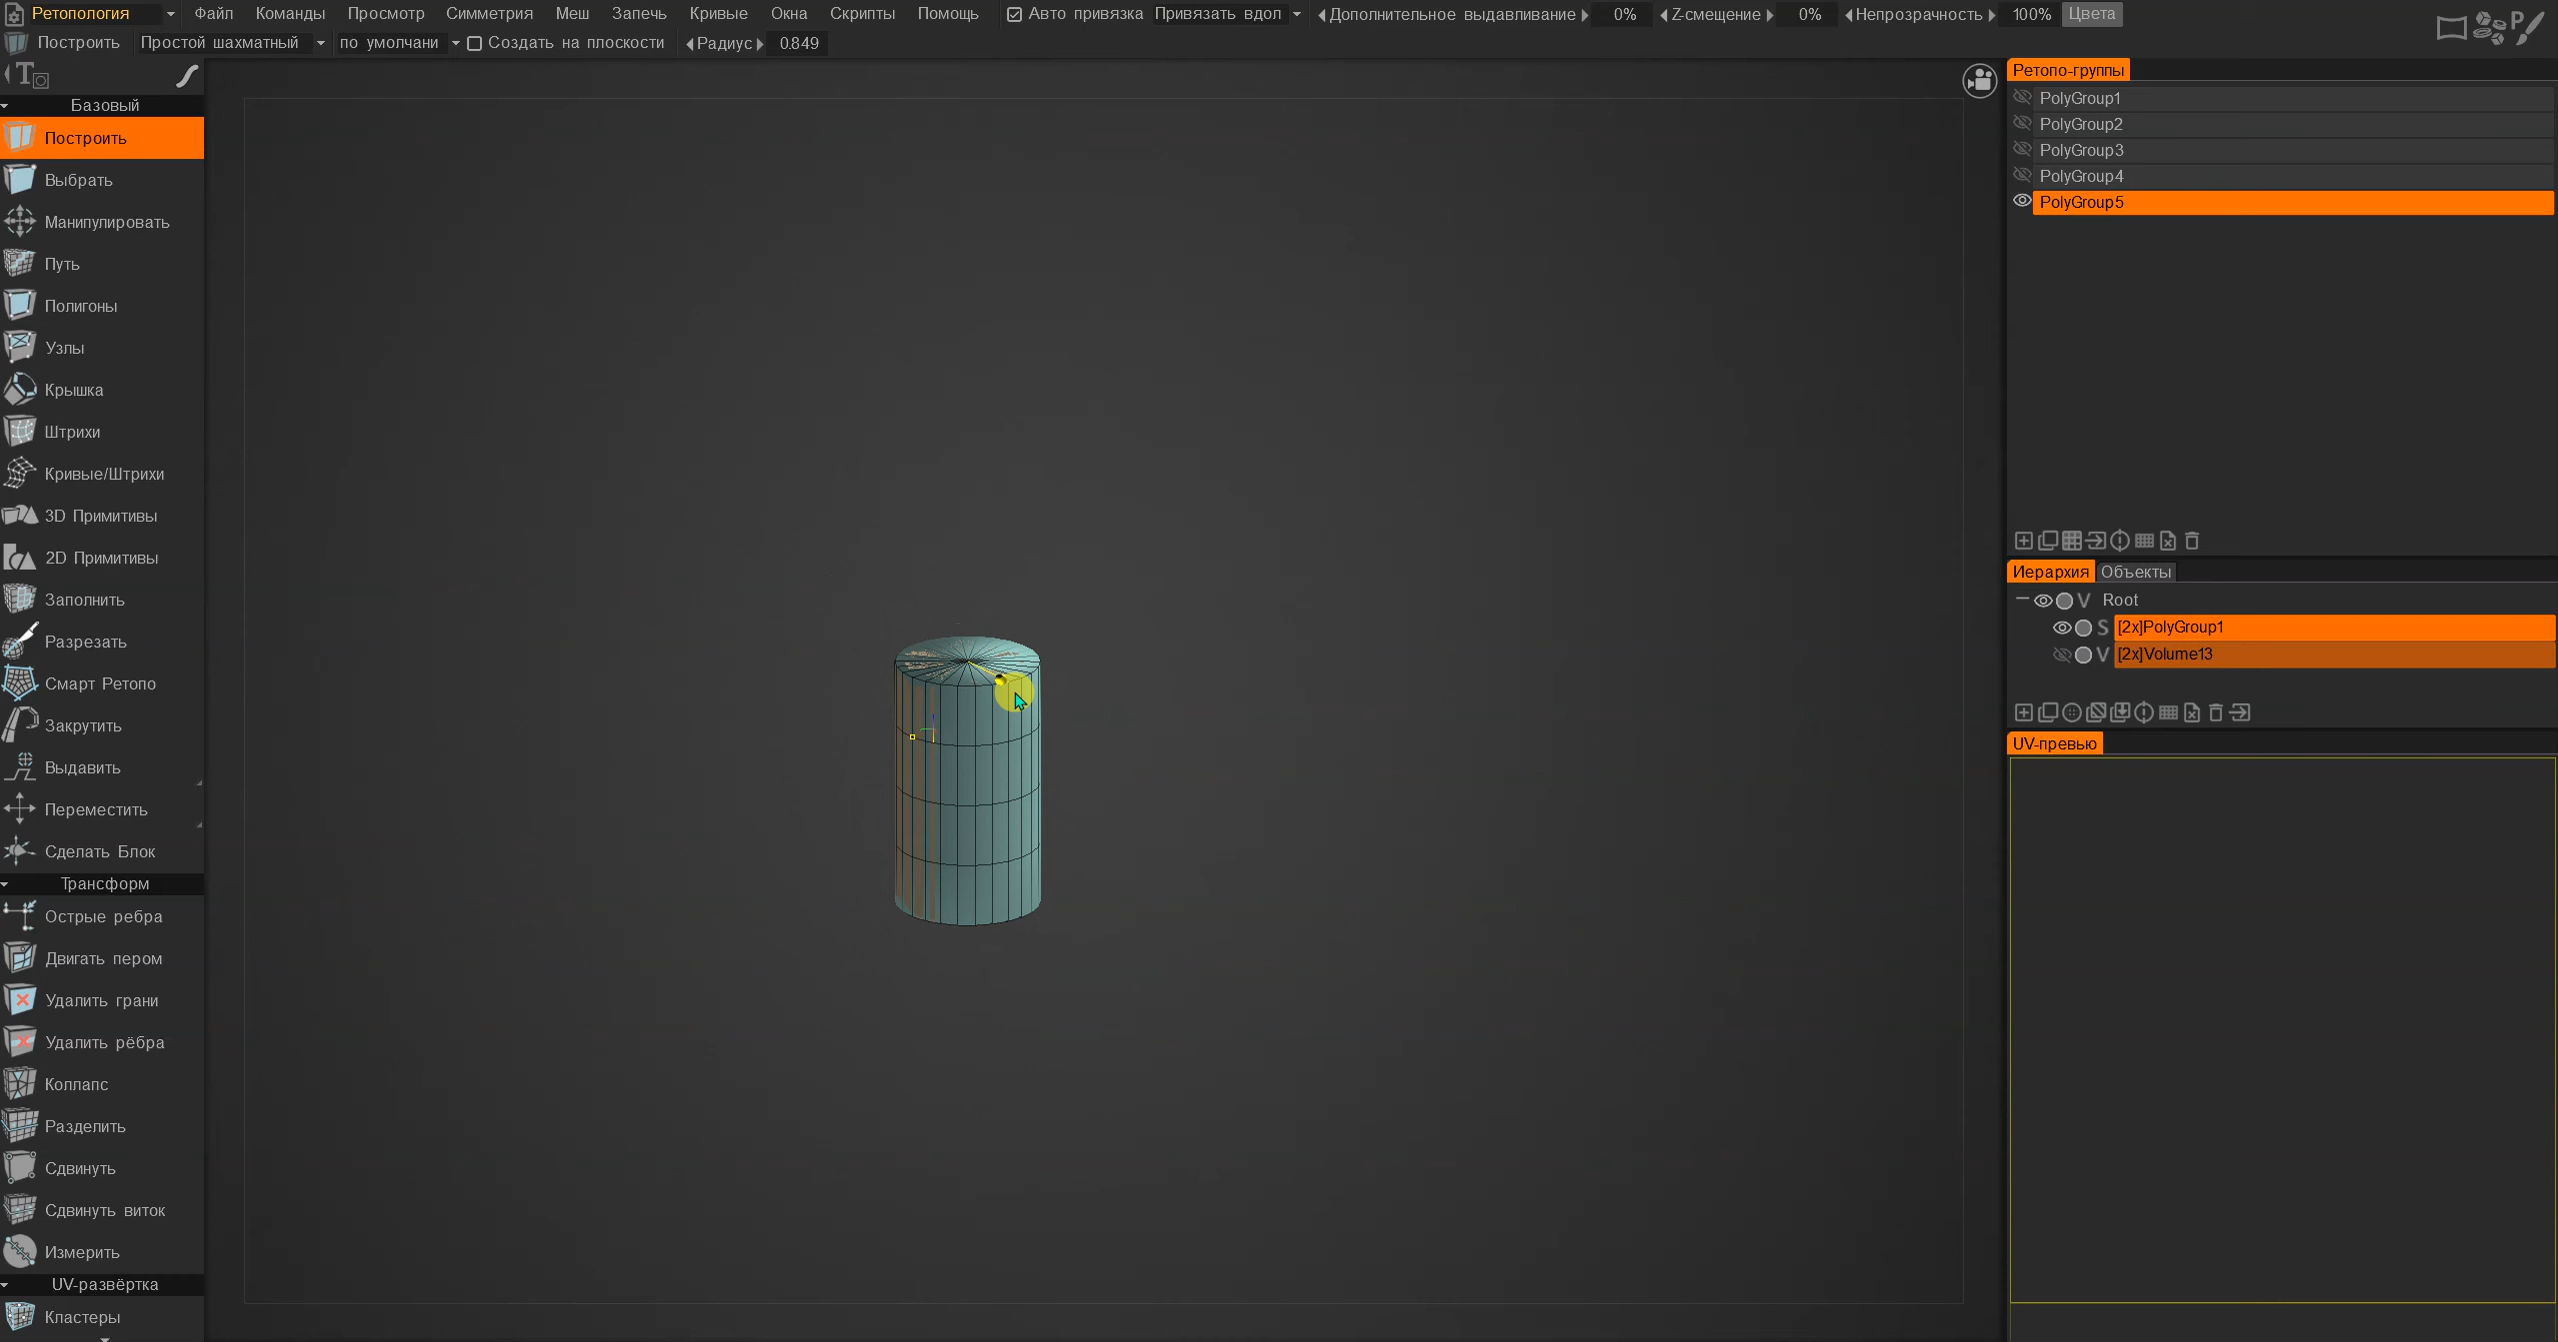 Ретопология Файл Команды Просмотр Симметрия Меш Запечь Кривые Окна Скрипты Помощь Авто привязка Привязать вдол Дополнительное выдавливание 0% Z-смещение 0% Непрозрачность 100% Цвета
Построить Простой шахматный по умолчани Создать на плоскости Радиус 0.849
T
Базовый
Построить
Выбрать
Манипулировать
Путь
Полигоны
Узлы
Крышка
Штрихи
Кривые/Штрихи
3D Примитивы
2D Примитивы
Заполнить
Разрезать
Смарт Ретопо
Закрутить
Выдавить
Переместить
Сделать Блок
Трансформ
Острые ребра
Двигать пером
Удалить грани
Удалить рёбра
Коллапс
Разделить
Сдвинуть
Сдвинуть виток
Измерить
UV-развёртка
Кластеры
P
Ретопо-группы
PolyGroup1
PolyGroup2
PolyGroup3
PolyGroup4
PolyGroup5
Иерархия Объекты
V Root
S [2x]PolyGroup1
V [2x]Volume13
UV-превью